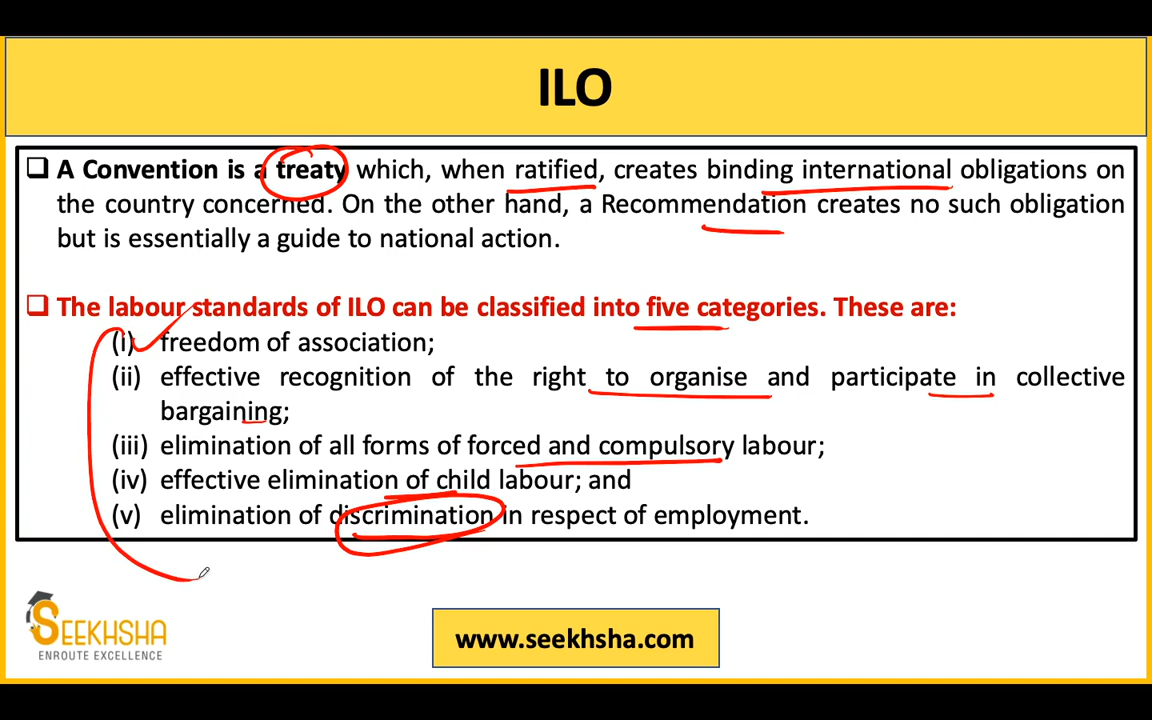 ILO
❑ A Convention is a treaty which, when ratified, creates binding international obligations on
the country concerned. On the other hand, a Recommendation creates no such obligation
but is essentially a guide to national action.
❑ The labour standards of ILO can be classified into five categories. These are:
(i) freedom of association;
(ii) effective recognition of the right to organise and participate in collective
bargaining;
(iii) elimination of all forms of forced and compulsory labour;
(iv) effective elimination of child labour; and
(v) elimination of discrimination in respect of employment.
SEEKHSHA
ENROUTE EXCELLENCE
www.seekhsha.com